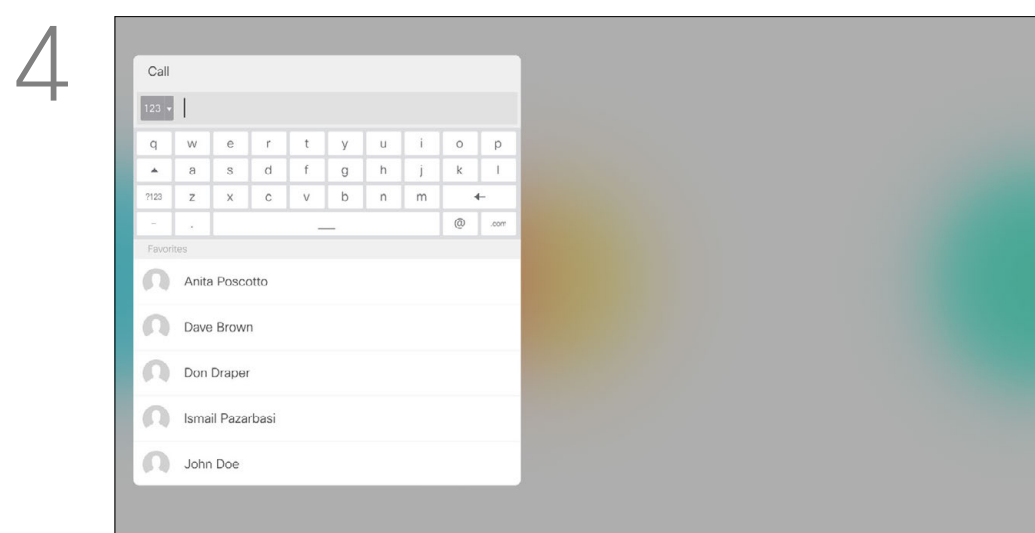 4
Call
123
q w e r t y u i o p
a s d f g h j k l
?123 z x c v b n m
- . @ .com
Favorites
Anita Poscotto
Dave Brown
Don Draper
Ismail Pazarbasi
John Doe